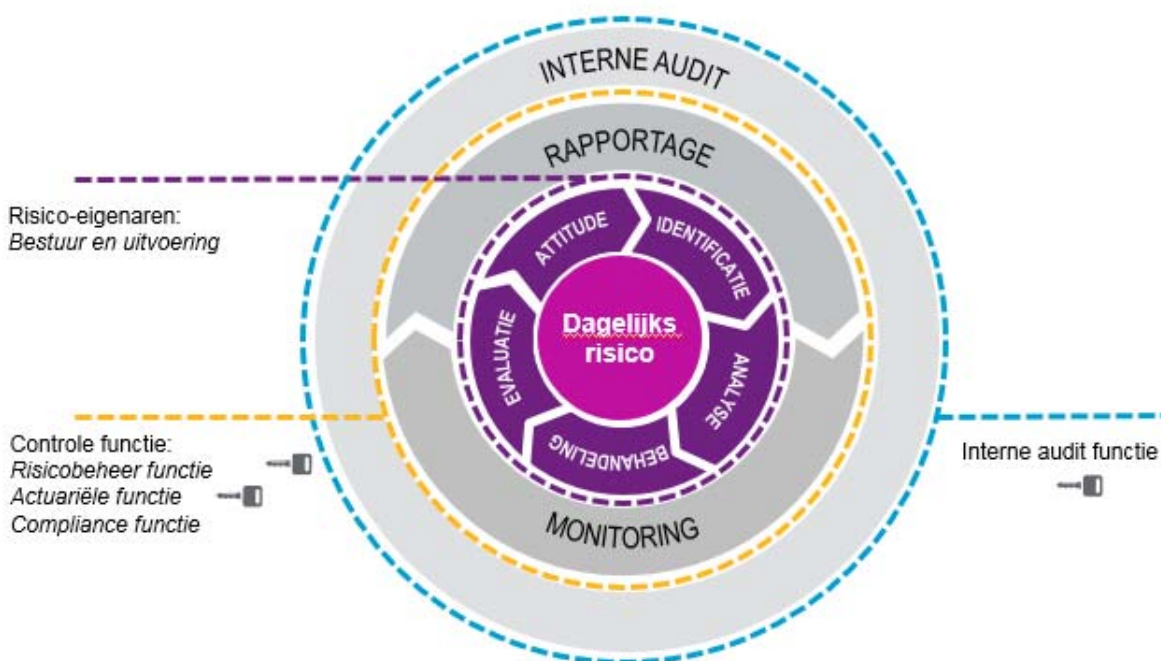 INTERNE AUDIT
RAPPORTAGE
Risico-eigenaren:
Bestuur en uitvoering
ATTITUDE
IDENTIFICATIE
ANALYSE
BEHANDELING
EVALUATIE
Dagelijks
risico
MONITORING
Controle functie:
Risicobeheer functie
Actuariële functie
Compliance functie
Interne audit functie